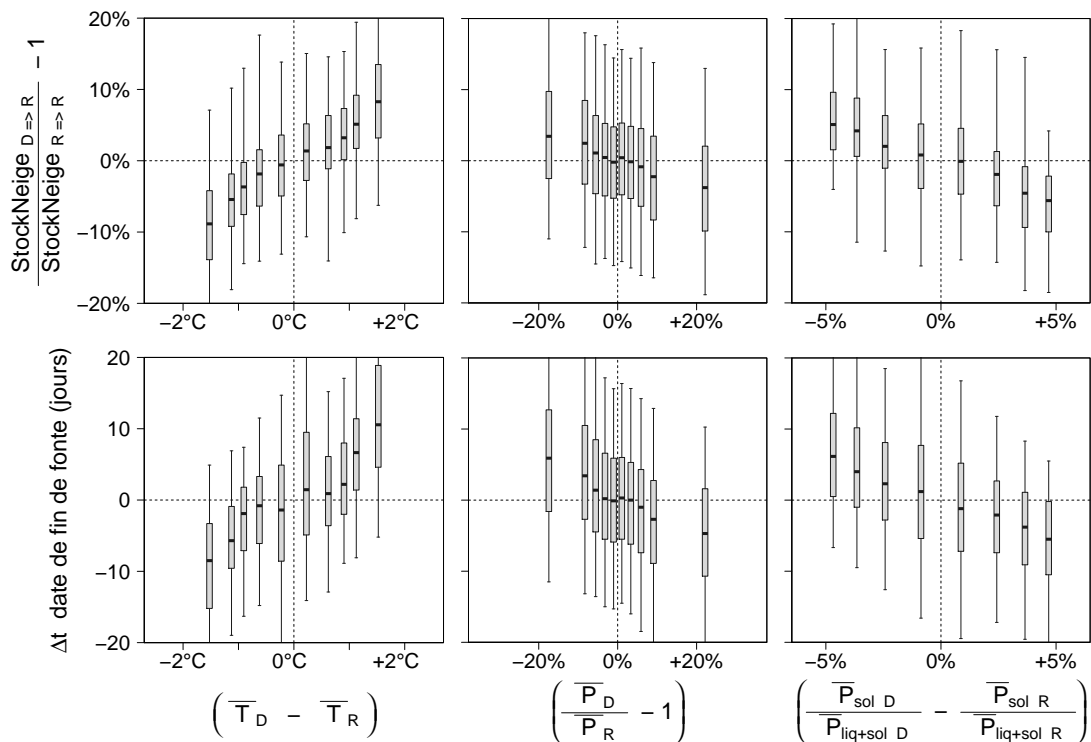 StockNeige D => R
StockNeige R => R
− 1
20%
10%
0%
−10%
−20%
−2°C 0°C +2°C
−20% 0% +20%
−5% 0% +5%
Δt date de fin de fonte (jours)
20
10
0
−10
−20
−2°C 0°C +2°C
−20% 0% +20%
−5% 0% +5%
( T D − T R )
( P D / P R − 1 )
( P sol D / P liq+sol D − P sol R / P liq+sol R )